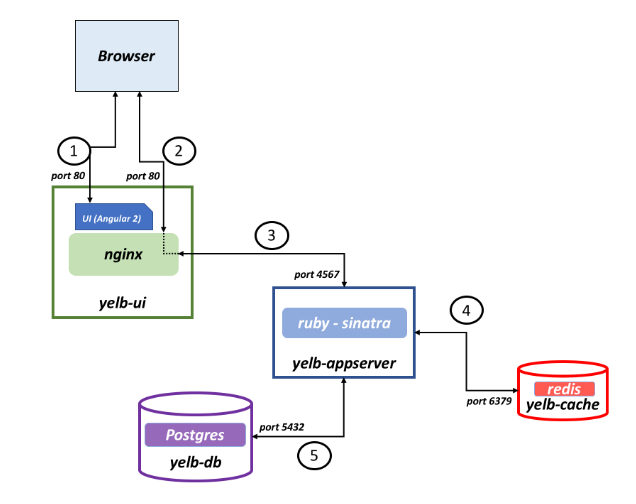 Browser
1
2
port 80
port 80
UI (Angular 2)
nginx
yelb-ui
3
port 4567
ruby - sinatra
yelb-appserver
4
port 6379
redis
yelb-cache
Postgres
yelb-db
port 5432
5